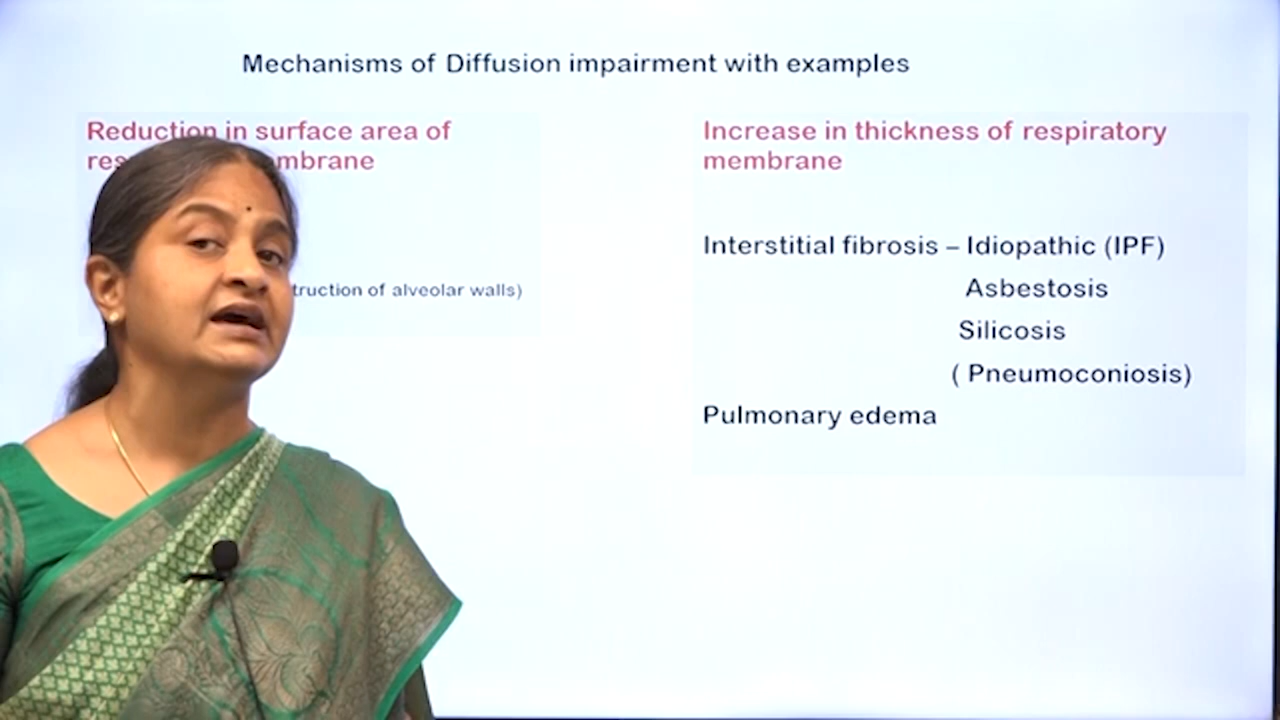 Mechanisms of Diffusion impairment with examples
Reduction in surface area of
mbrane
truction of alveolar walls)
Increase in thickness of respiratory
membrane
Interstitial fibrosis – Idiopathic (IPF)
Asbestosis
Silicosis
( Pneumoconiosis)
Pulmonary edema